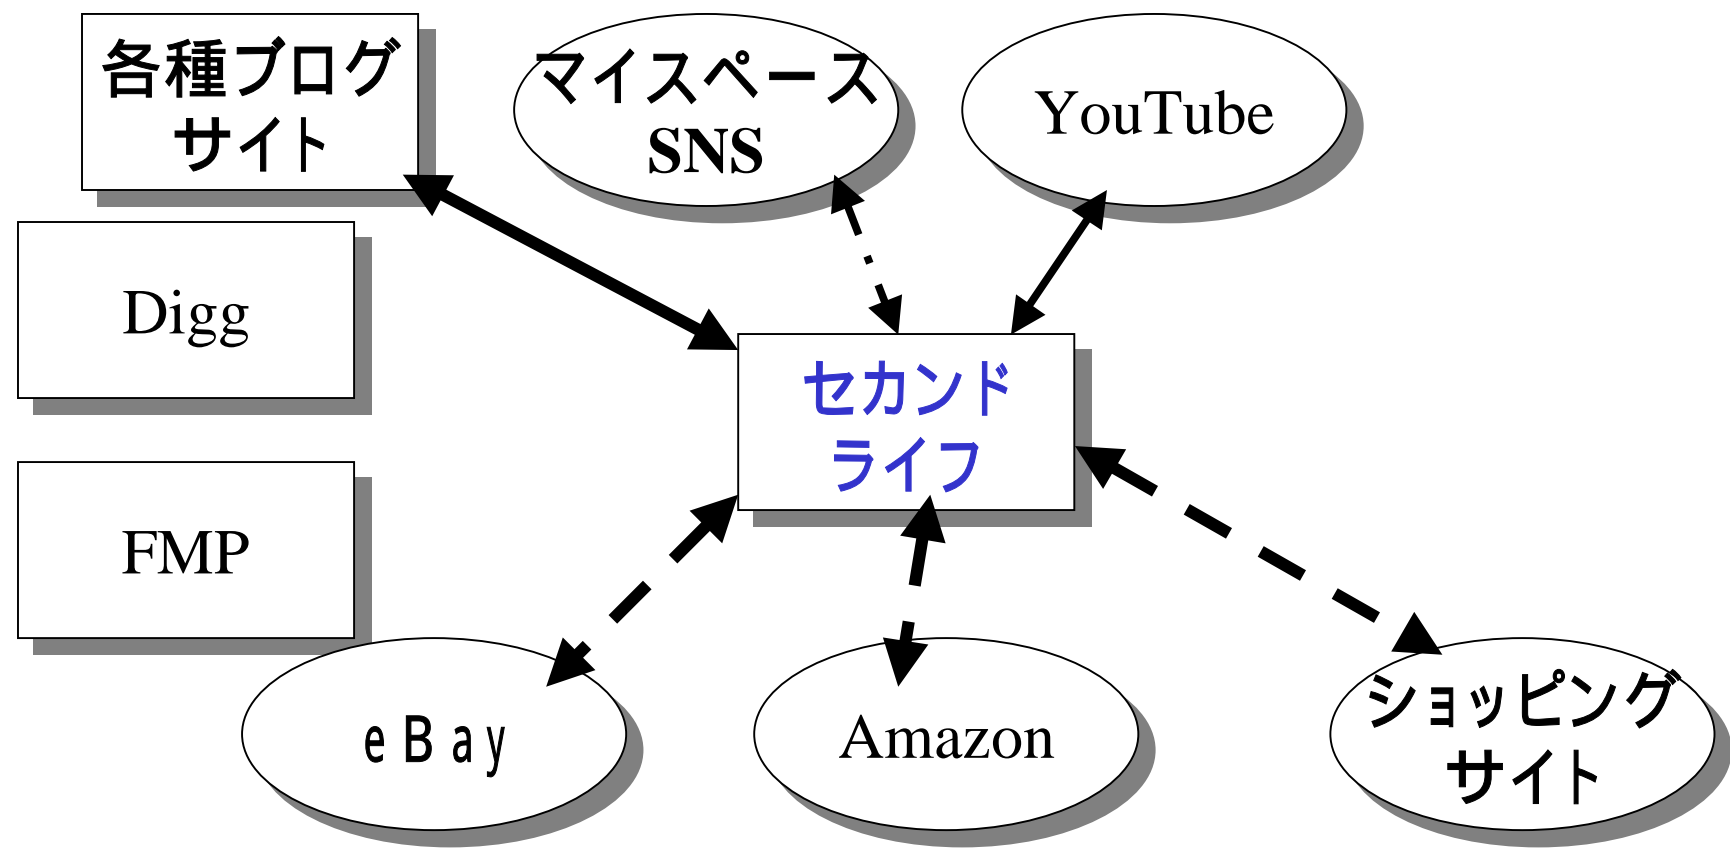 各種ブログ
サイト
マイスペース
SNS
YouTube
Digg
セカンド
ライフ
FMP
ｅＢａｙ
Amazon
ショッピング
サイト